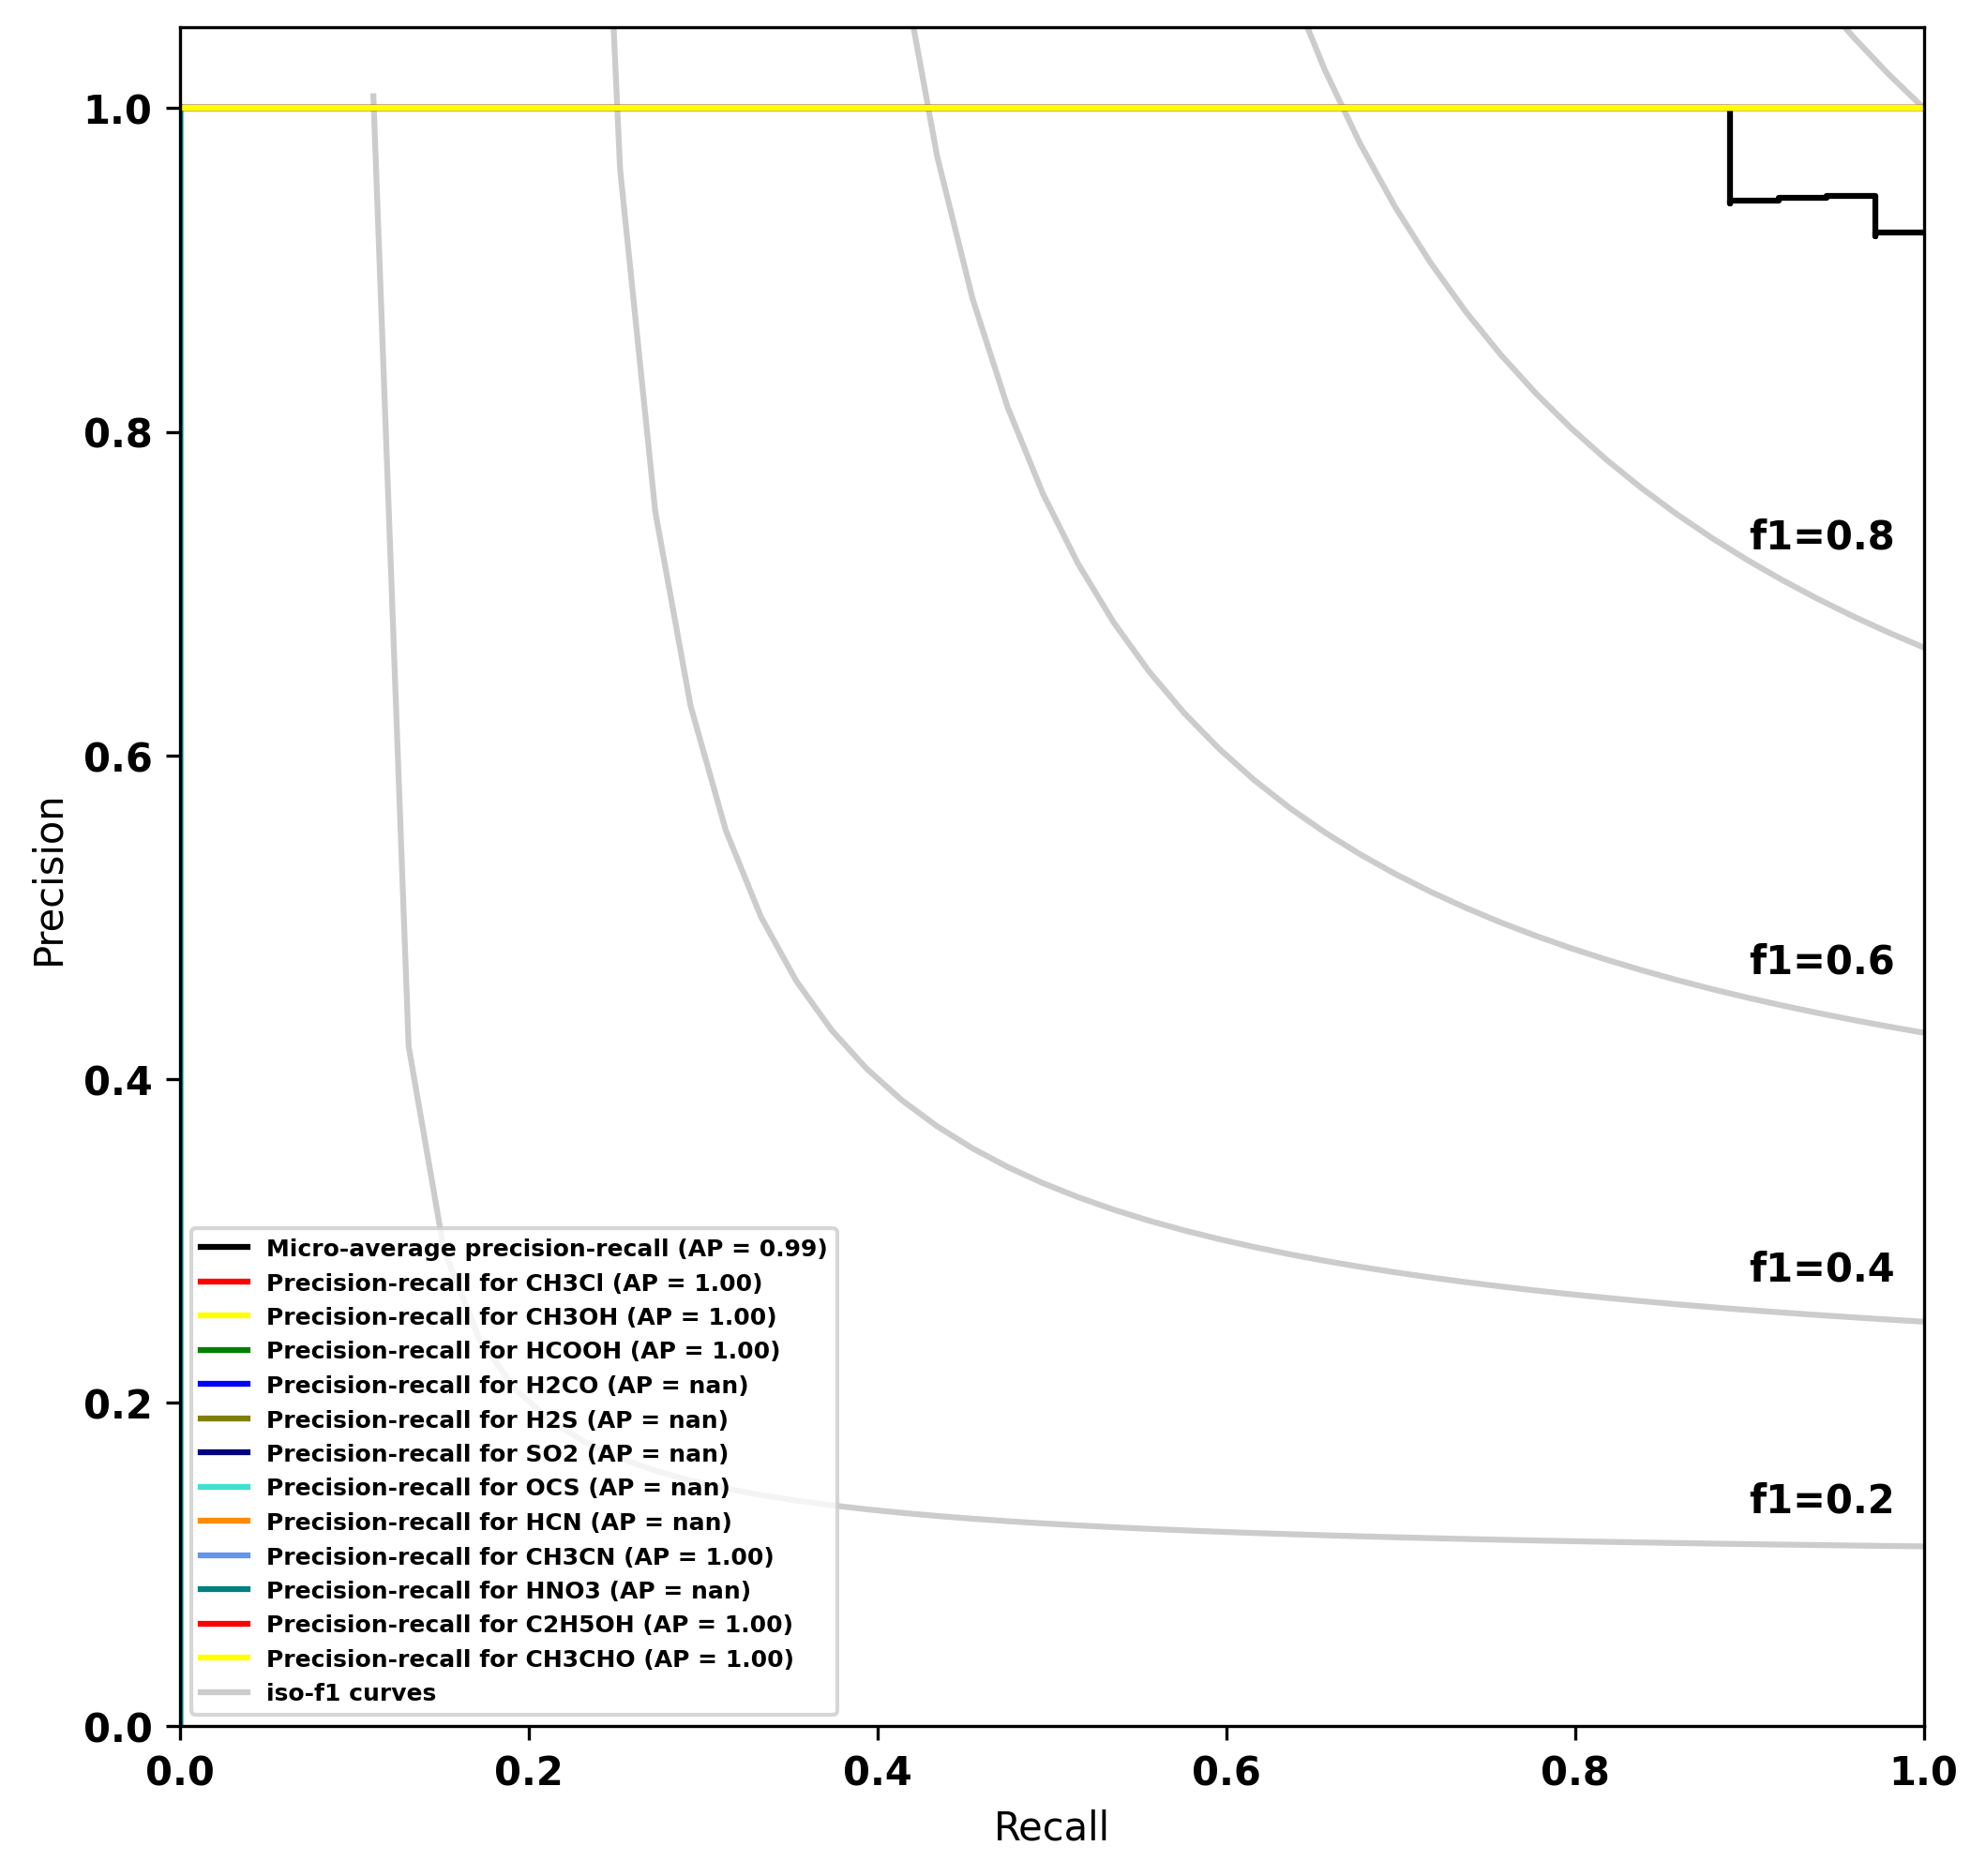 1.0
0.8
0.6
0.4
0.2
0.0
Precision
f1=0.8
f1=0.6
f1=0.4
f1=0.2
Micro-average precision-recall (AP = 0.99)
Precision-recall for CH3Cl (AP = 1.00)
Precision-recall for CH3OH (AP = 1.00)
Precision-recall for HCOOH (AP = 1.00)
Precision-recall for H2CO (AP = nan)
Precision-recall for H2S (AP = nan)
Precision-recall for SO2 (AP = nan)
Precision-recall for OCS (AP = nan)
Precision-recall for HCN (AP = nan)
Precision-recall for CH3CN (AP = 1.00)
Precision-recall for HNO3 (AP = nan)
Precision-recall for C2H5OH (AP = 1.00)
Precision-recall for CH3CHO (AP = 1.00)
iso-f1 curves
0.0 0.2 0.4 0.6 0.8 1.0
Recall